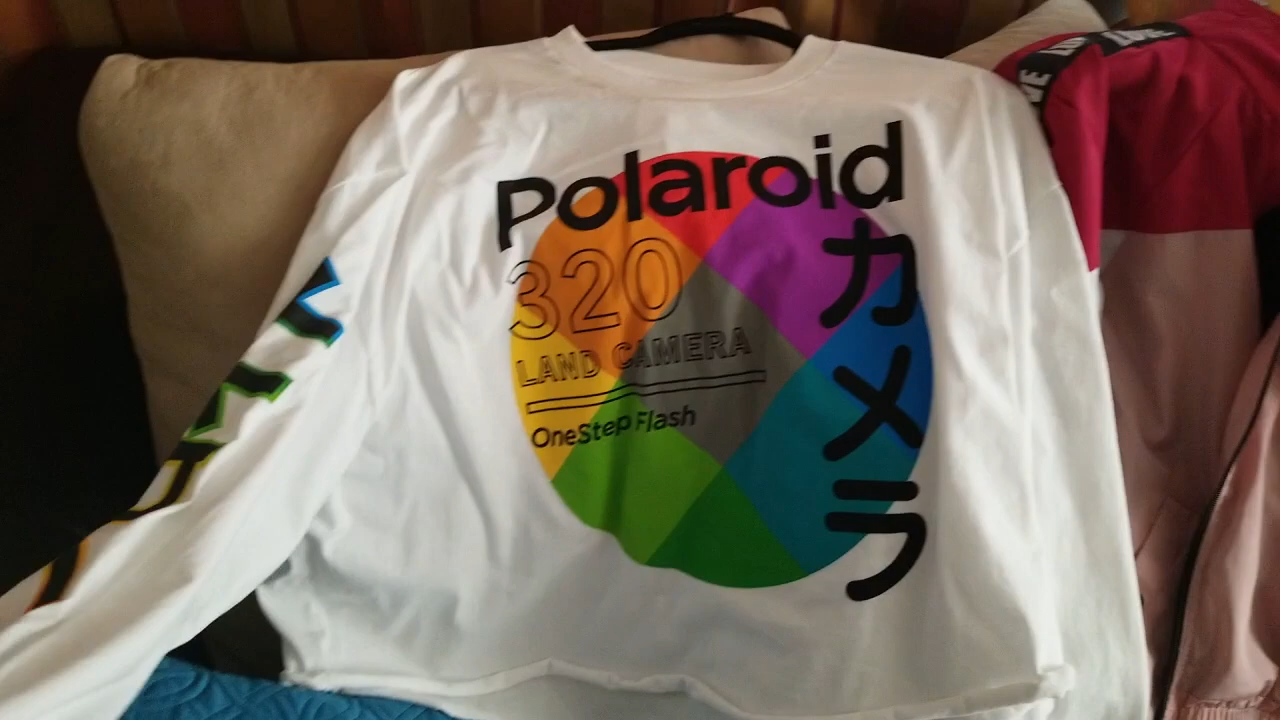 Polaroid
320
LAND CAMERA
OneStep Flash
カメラ